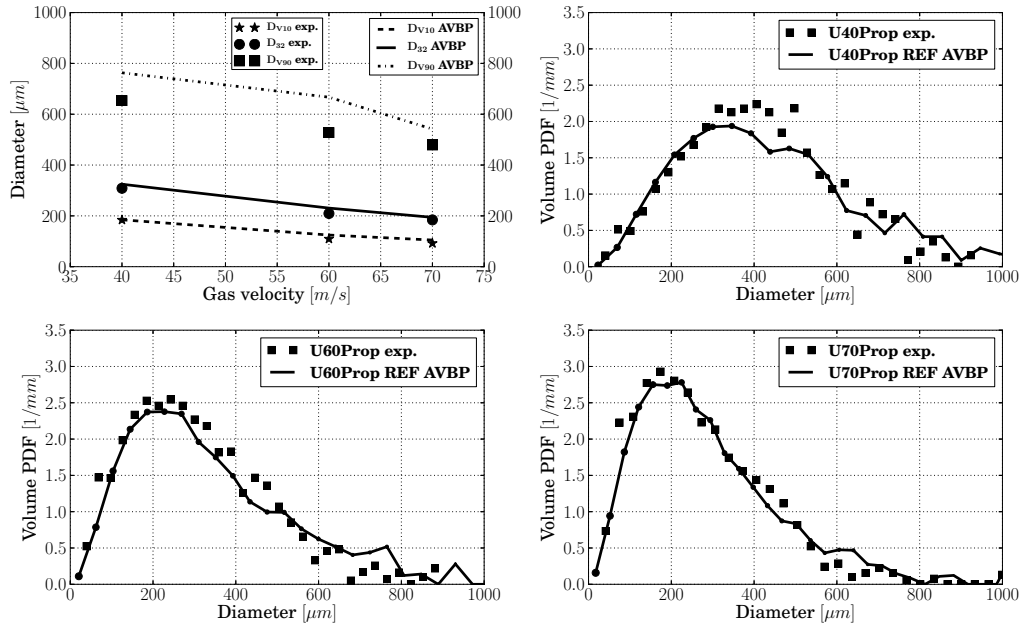 1000
800
600
400
200
0
Diameter [μm]
35 40 45 50 55 60 65 70 75
Gas velocity [m/s]
1000
800
600
400
200
0
D_V10 exp.
D_32 exp.
D_V90 exp.
D_V10 AVBP
D_32 AVBP
D_V90 AVBP
3.5
3.0
2.5
2.0
1.5
1.0
0.5
0.0
Volume PDF [1/mm]
0 200 400 600 800 1000
Diameter [μm]
U40Prop exp.
U40Prop REF AVBP
3.5
3.0
2.5
2.0
1.5
1.0
0.5
0.0
Volume PDF [1/mm]
0 200 400 600 800 1000
Diameter [μm]
U60Prop exp.
U60Prop REF AVBP
3.5
3.0
2.5
2.0
1.5
1.0
0.5
0.0
Volume PDF [1/mm]
0 200 400 600 800 1000
Diameter [μm]
U70Prop exp.
U70Prop REF AVBP